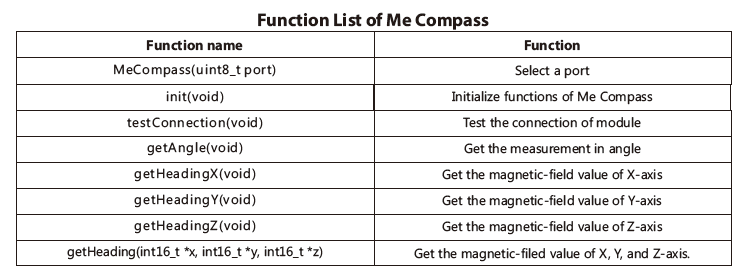 Function List of Me Compass
Function name Function
MeCompass(uint8_t port) Select a port
init(void) Initialize functions of Me Compass
testConnection(void) Test the connection of module
getAngle(void) Get the measurement in angle
getHeadingX(void) Get the magnetic-field value of X-axis
getHeadingY(void) Get the magnetic-field value of Y-axis
getHeadingZ(void) Get the magnetic-field value of Z-axis
getHeading(int16_t *x, int16_t *y, int16_t *z) Get the magnetic-filed value of X, Y, and Z-axis.